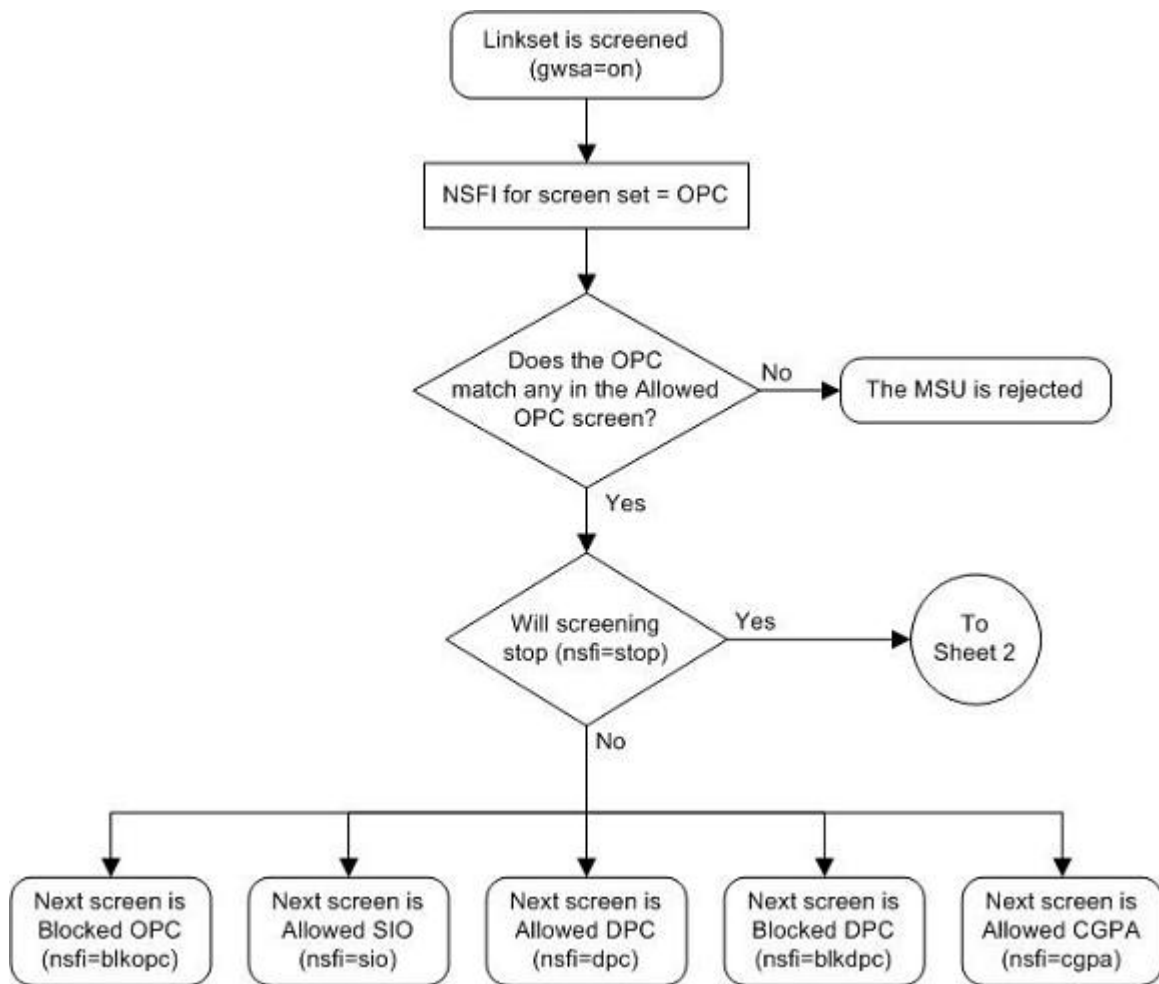 Linkset is screened
(gwsa=on)
NSFI for screen set = OPC
Does the OPC
match any in the Allowed
OPC screen?
No
The MSU is rejected
Yes
Will screening
stop (nsfi=stop)
Yes
To
Sheet 2
No
Next screen is
Blocked OPC
(nsfi=blkopc)
Next screen is
Allowed SIO
(nsfi=sio)
Next screen is
Allowed DPC
(nsfi=dpc)
Next screen is
Blocked DPC
(nsfi=blkdpc)
Next screen is
Allowed CGPA
(nsfi=cgpa)